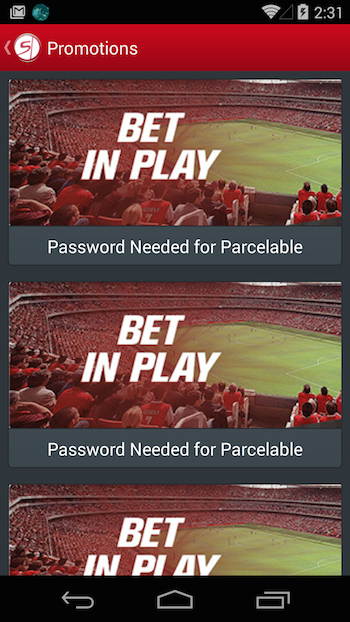 2:31
Promotions
BET
IN PLAY
Password Needed for Parcelable
BET
IN PLAY
Password Needed for Parcelable
BET
IN PLAY